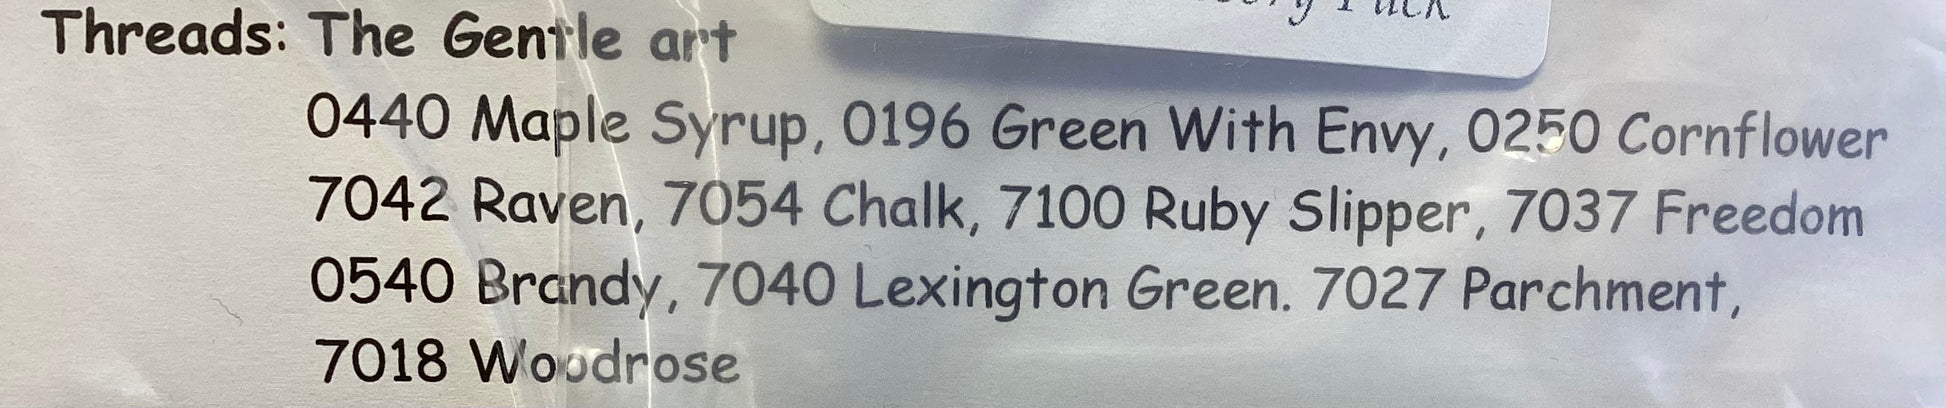 Threads: The Gentle art
0440 Maple Syrup, 0196 Green With Envy, 0250 Cornflower
7042 Raven, 7054 Chalk, 7100 Ruby Slipper, 7037 Freedom
0540 Brandy, 7040 Lexington Green. 7027 Parchment,
7018 Woodrose